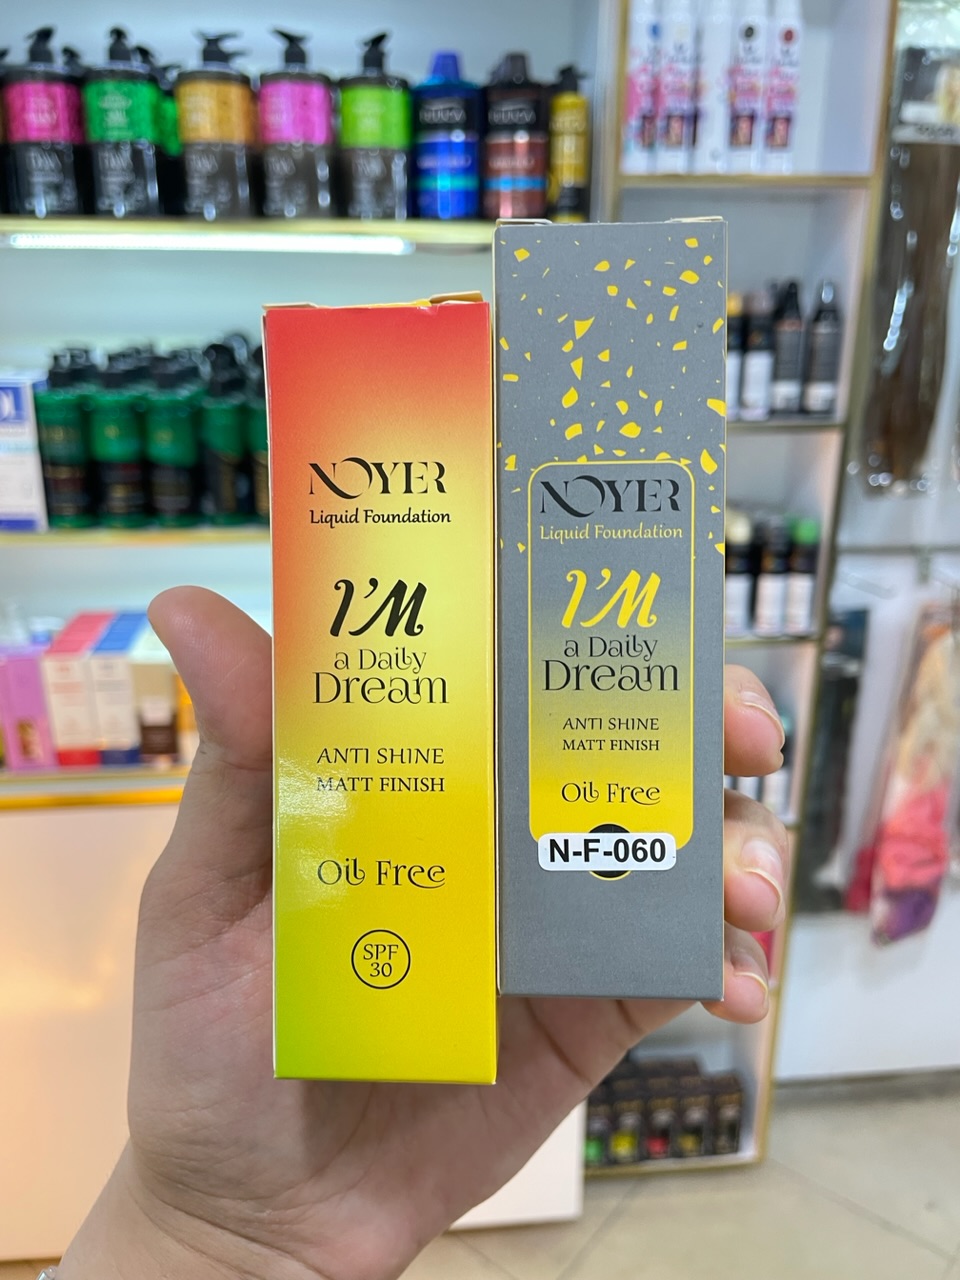 NOYER
Liquid Foundation
I'M
a Daily
Dream
ANTI SHINE
MATT FINISH
Oil Free
SPF
30
NOYER
Liquid Foundation
I'M
a Daily
Dream
ANTI SHINE
MATT FINISH
Oil Free
N-F-060